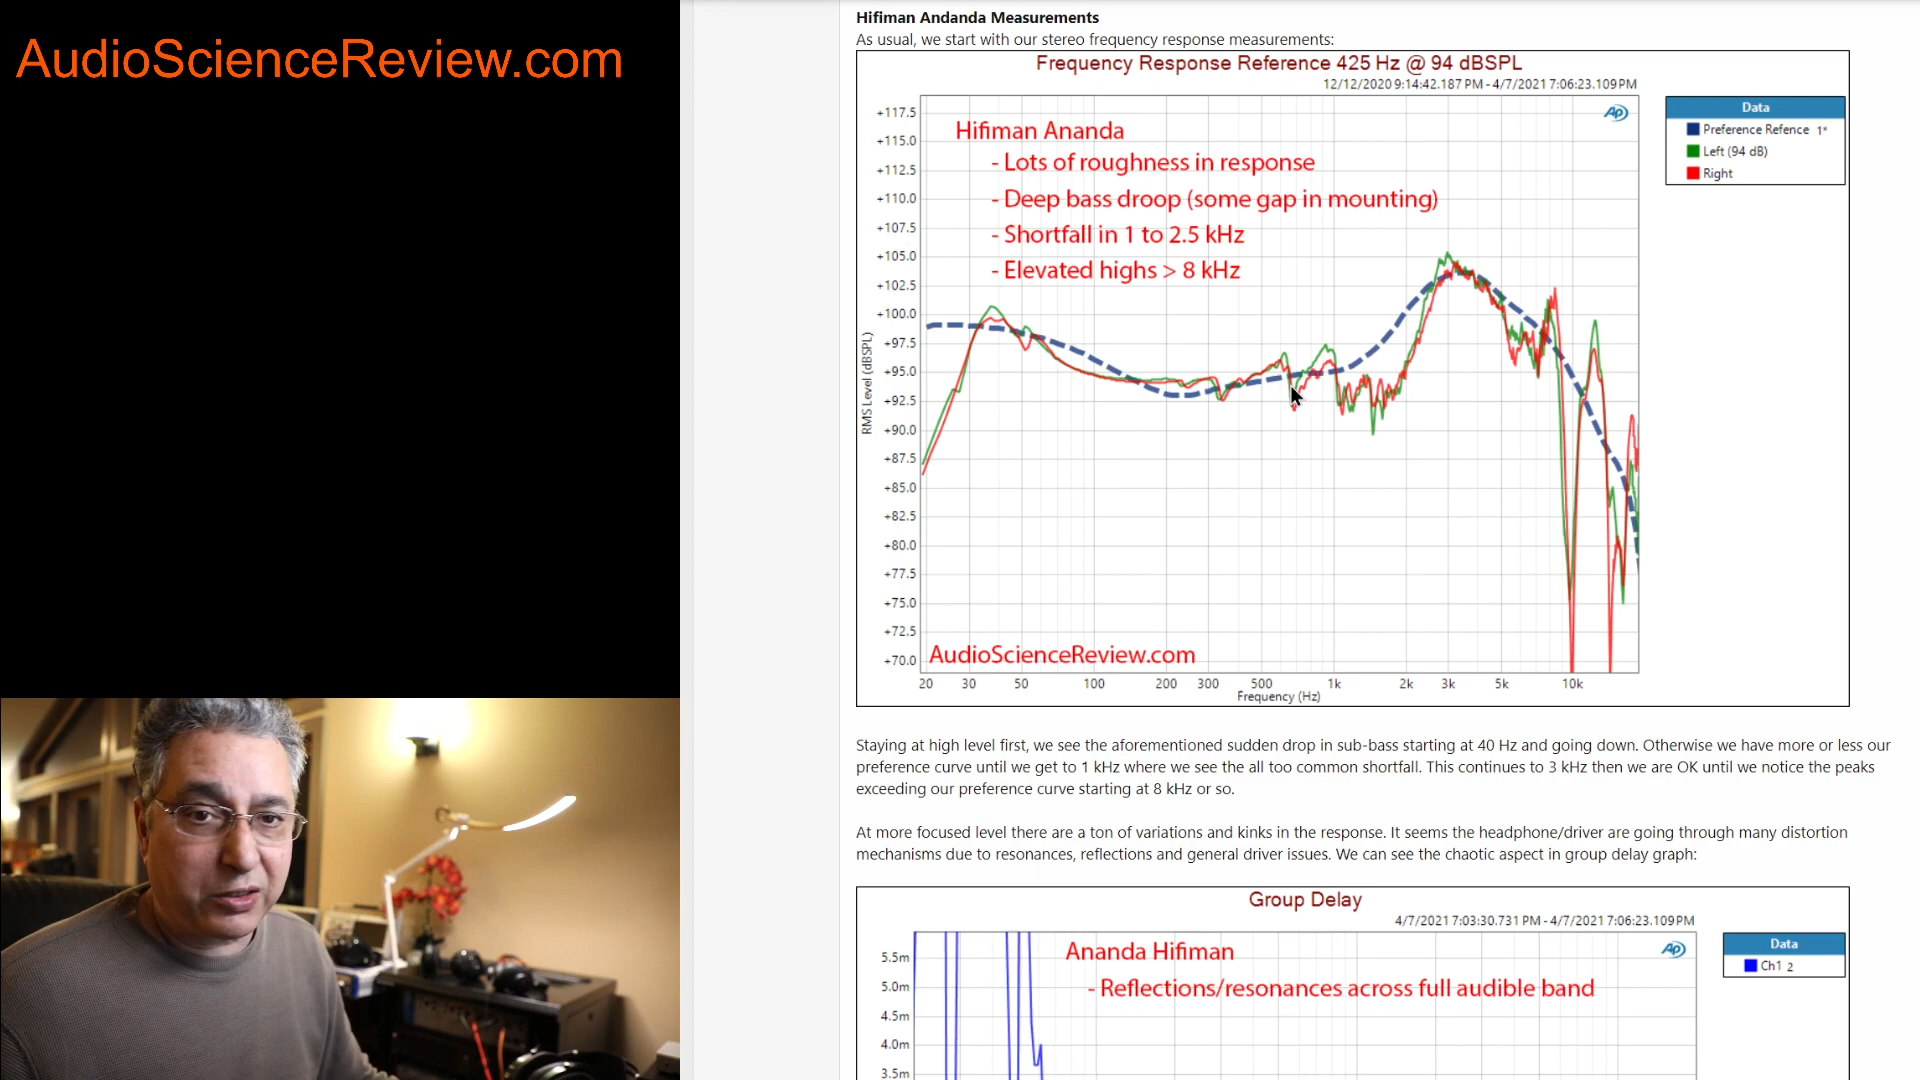 AudioScienceReview.com
Hifiman Andanda Measurements
As usual, we start with our stereo frequency response measurements:
Frequency Response Reference 425 Hz @ 94 dBSPL
12/12/2020 9:14:42.187 PM - 4/7/2021 7:06:23.109PM
Data
Preference Refence 1*
Left (94 dB)
Right
Hifiman Ananda
- Lots of roughness in response
- Deep bass droop (some gap in mounting)
- Shortfall in 1 to 2.5 kHz
- Elevated highs > 8 kHz
RMS Level (dBSPL)
+117.5
+115.0
+112.5
+110.0
+107.5
+105.0
+102.5
+100.0
+97.5
+95.0
+92.5
+90.0
+87.5
+85.0
+82.5
+80.0
+77.5
+75.0
+72.5
+70.0
AudioScienceReview.com
20 30 50 100 200 300 500 1k 2k 3k 5k 10k
Frequency (Hz)
Staying at high level first, we see the aforementioned sudden drop in sub-bass starting at 40 Hz and going down. Otherwise we have more or less our
preference curve until we get to 1 kHz where we see the all too common shortfall. This continues to 3 kHz then we are OK until we notice the peaks
exceeding our preference curve starting at 8 kHz or so.
At more focused level there are a ton of variations and kinks in the response. It seems the headphone/driver are going through many distortion
mechanisms due to resonances, reflections and general driver issues. We can see the chaotic aspect in group delay graph:
Group Delay
4/7/2021 7:03:30.731 PM - 4/7/2021 7:06:23.109PM
Data
Ch1 2
Ananda Hifiman
- Reflections/resonances across full audible band
5.5m
5.0m
4.5m
4.0m
3.5m